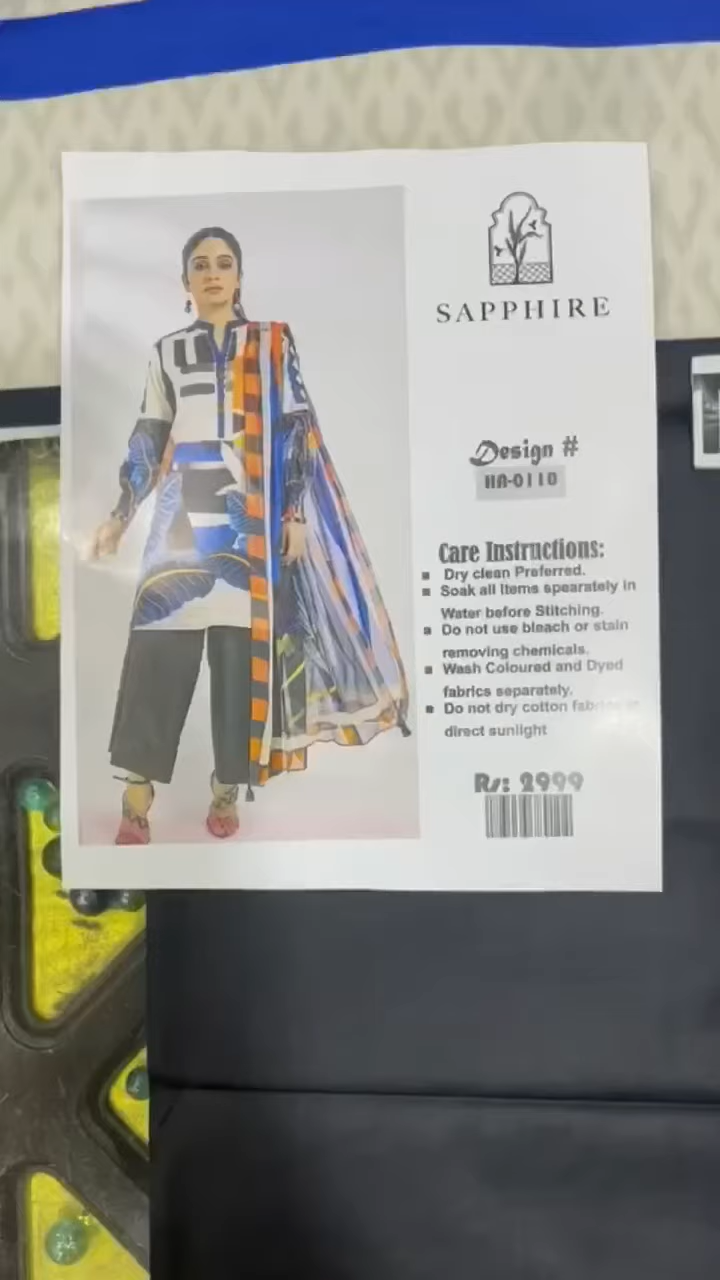 SAPPHIRE
Design #
HA-0110
Care Instructions:
▪ Dry clean Preferred.
▪ Soak all Items spearately in
Water before Stitching.
▪ Do not use bleach or stain
removing chemicals.
▪ Wash Coloured and Dyed
fabrics separately.
▪ Do not dry cotton fabrics in
direct sunlight
Rs: 2999